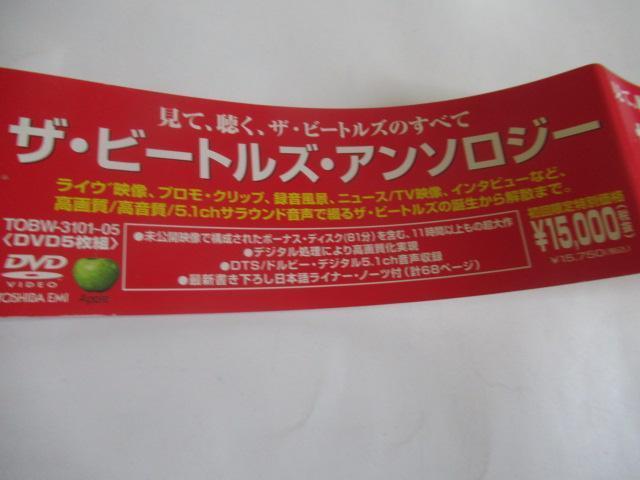 見て、聴く、ザ・ビートルズのすべて
ザ・ビートルズ・アンソロジー
ライヴ映像、プロモ・クリップ、録音風景、ニュース/TV映像、インタビューなど、
高画質/高音質/5.1chサラウンド音声で綴るザ・ビートルズの誕生から解散まで。
TOBW-3101-05
〈DVD5枚組〉
DVD
VIDEO
Apple
TOSHIBA EMI
●未公開映像で構成されたボーナス・ディスク(81分)を含む、11時間以上もの超大作
●デジタル処理により高画質化実現
●DTS/ドルビー・デジタル5.1ch音声収録
●最新書き下ろし日本語ライナー・ノーツ付(計68ページ)
初回限定特別価格
¥15,000(税抜)
¥15,750(税込)